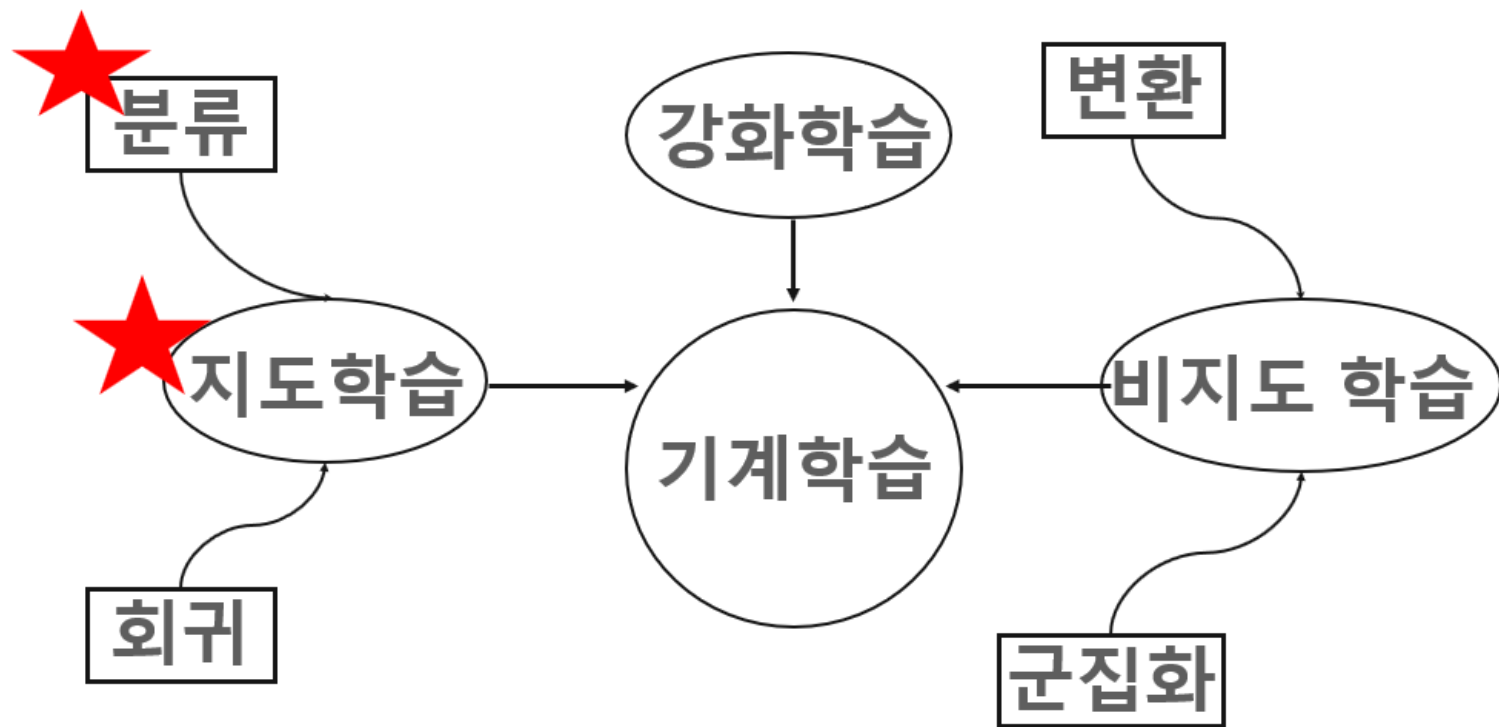 분류
강화학습
변환
지도학습
기계학습
비지도 학습
회귀
군집화